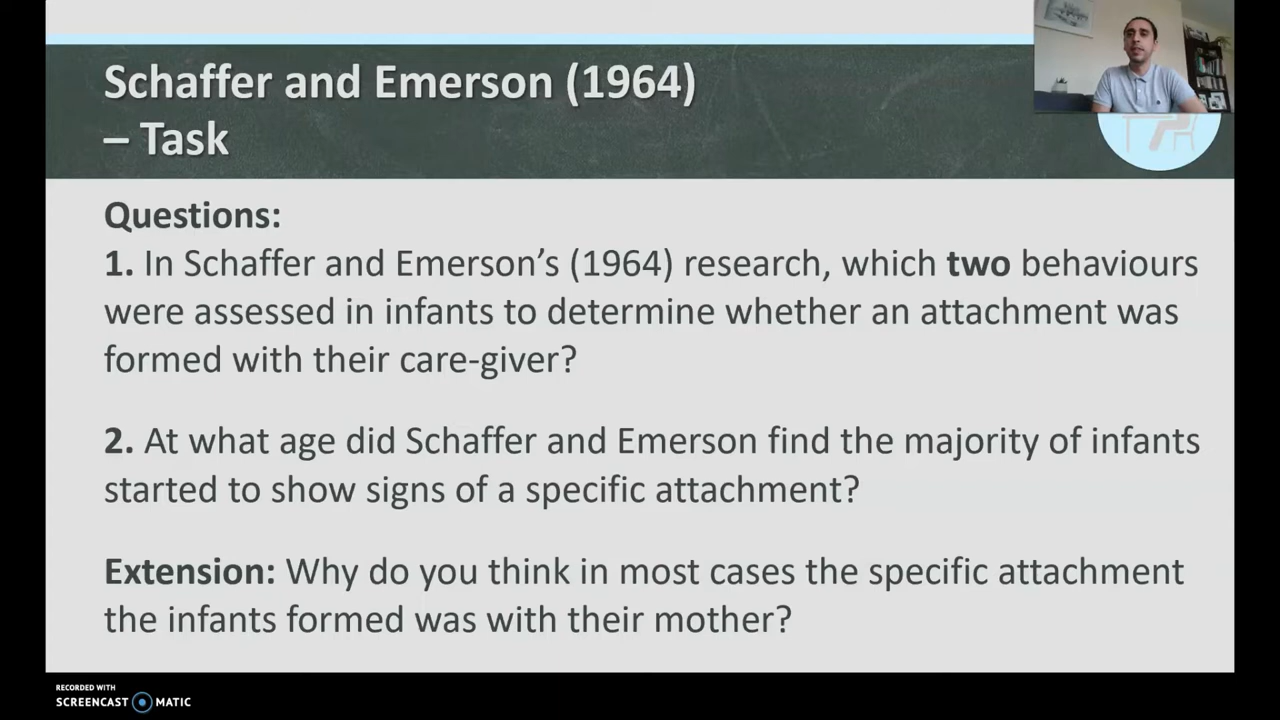 Schaffer and Emerson (1964)
– Task
Questions:
1. In Schaffer and Emerson’s (1964) research, which two behaviours
were assessed in infants to determine whether an attachment was
formed with their care-giver?
2. At what age did Schaffer and Emerson find the majority of infants
started to show signs of a specific attachment?
Extension: Why do you think in most cases the specific attachment
the infants formed was with their mother?
RECORDED WITH
SCREENCAST MATIC